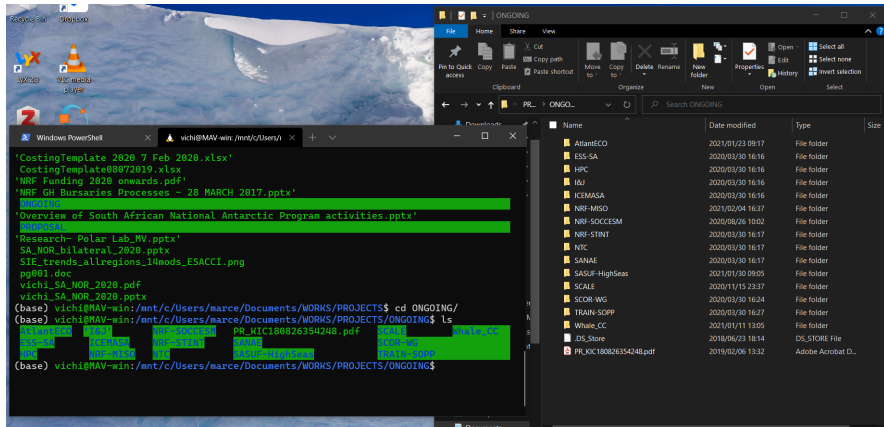 Recycle Bin Dropbox
LyX 2.3 VLC media player
Windows PowerShell
vichi@MAV-win: /mnt/c/Users/
'CostingTemplate 2020 7 Feb 2020.xlsx'
CostingTemplate08072019.xlsx
'NRF Funding 2020 onwards.pdf'
'NRF GH Bursaries Processes - 28 MARCH 2017.pptx'
ONGOING
'Overview of South African National Antarctic Program activities.pptx'
PROPOSAL
'Research- Polar Lab_MV.pptx'
SA_NOR_bilateral_2020.pptx
SIE_trends_allregions_14mods_ESACCI.png
pg001.doc
vichi_SA_NOR_2020.pdf
vichi_SA_NOR_2020.pptx
(base) vichi@MAV-win:/mnt/c/Users/marce/Documents/WORKS/PROJECTS$ cd ONGOING/
(base) vichi@MAV-win:/mnt/c/Users/marce/Documents/WORKS/PROJECTS/ONGOING$ ls
AtlantECO 'I&J' NRF-SOCCESM PR_KIC180826354248.pdf SCALE Whale_CC
ESS-SA ICEMASA NRF-STINT SANAE SCOR-WG
HPC NRF-MISO NTC SASUF-HighSeas TRAIN-SOPP
(base) vichi@MAV-win:/mnt/c/Users/marce/Documents/WORKS/PROJECTS/ONGOING$
ONGOING
File Home Share View
Pin to Quick access
Copy
Paste
Cut
Copy path
Paste shortcut
Clipboard
Move to
Copy to
Delete
Rename
Organize
New folder
New
Properties
Open
Edit
History
Open
Select all
Select none
Invert selection
Select
PR... > ONGO...
Search ONGOING
Downloads
Name Date modified Type Size
AtlantECO 2021/01/23 09:17 File folder
ESS-SA 2020/03/30 16:16 File folder
HPC 2020/03/30 16:16 File folder
I&J 2020/03/30 16:16 File folder
ICEMASA 2020/03/30 16:16 File folder
NRF-MISO 2021/02/04 16:37 File folder
NRF-SOCCESM 2020/08/26 10:02 File folder
NRF-STINT 2020/03/30 16:17 File folder
NTC 2020/03/30 16:17 File folder
SANAE 2020/03/30 16:17 File folder
SASUF-HighSeas 2021/01/30 09:05 File folder
SCALE 2020/11/15 23:37 File folder
SCOR-WG 2020/03/30 16:24 File folder
TRAIN-SOPP 2020/03/30 16:27 File folder
Whale_CC 2021/01/11 13:05 File folder
.DS_Store 2018/06/23 18:14 DS_STORE File
PR_KIC180826354248.pdf 2019/02/06 13:32 Adobe Acrobat D...